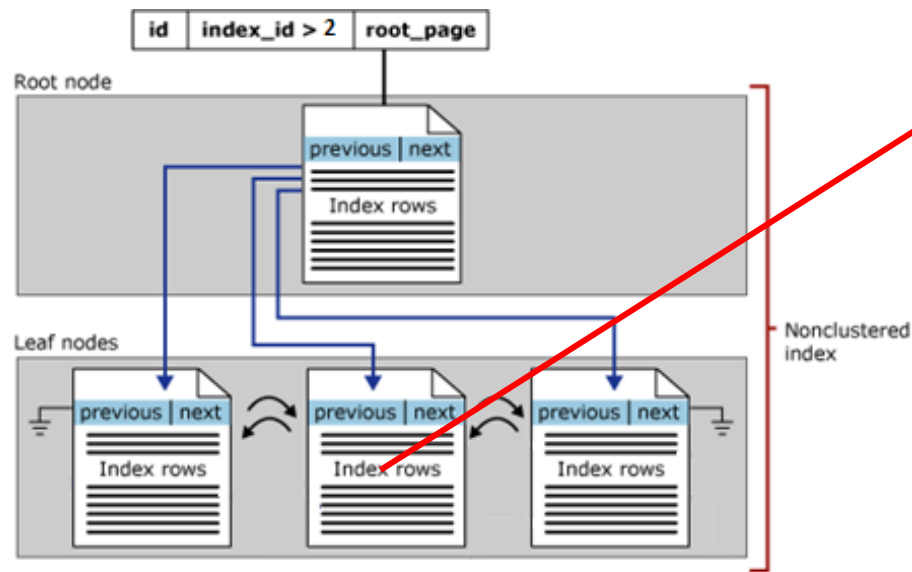 id index_id > 2 root_page
Root node
previous next
Index rows
Nonclustered
index
Leaf nodes
previous next previous next previous next
Index rows Index rows Index rows